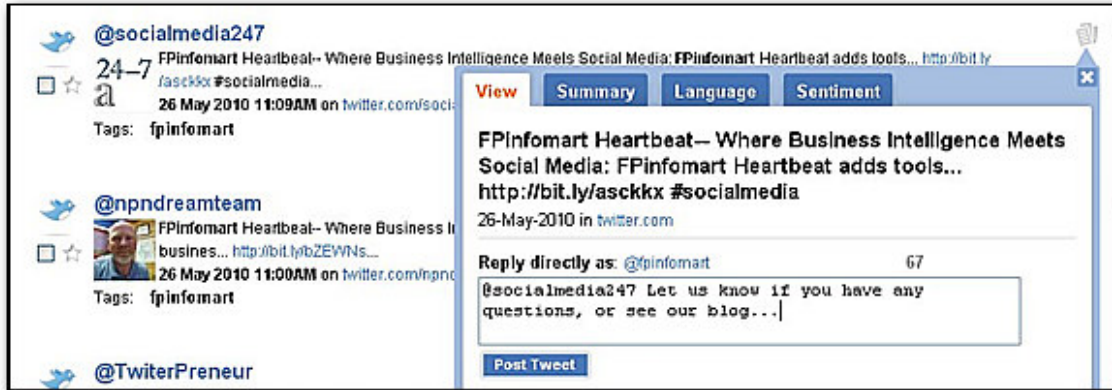 @socialmedia247
24-7
a
FPinfomart Heartbeat-- Where Business Intelligence Meets Social Media: FPinfomart Heartbeat adds tools... http://bit.ly
/asckkx #socialmedia...
26 May 2010 11:09AM on twitter.com/soci
Tags: fpinfomart
@npndreamteam
FPinfomart Heartbeat-- Where Business I
busines... http://bit.ly/bZEWNs...
26 May 2010 11:00AM on twitter.com/npnd
Tags: fpinfomart
@TwiterPreneur
View Summary Language Sentiment
FPinfomart Heartbeat-- Where Business Intelligence Meets
Social Media: FPinfomart Heartbeat adds tools...
http://bit.ly/asckkx #socialmedia
26-May-2010 in twitter.com
Reply directly as: @fpinfomart 67
@socialmedia247 Let us know if you have any
questions, or see our blog...
Post Tweet